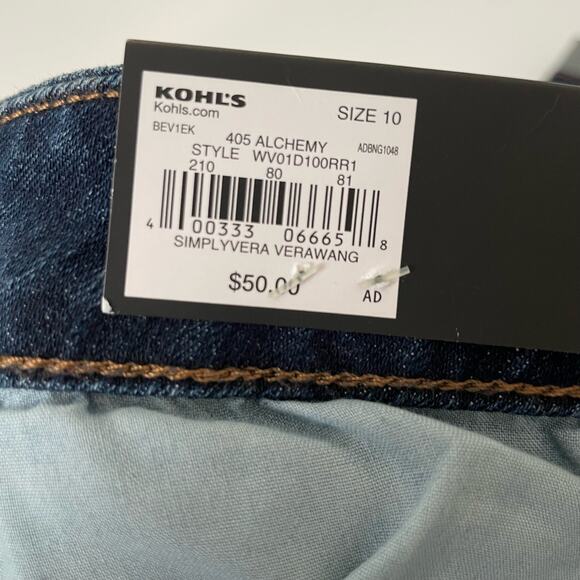 KOHL'S
Kohls.com
SIZE 10
BEV1EK
405 ALCHEMY
ADBNG1048
STYLE WV01D100RR1
210 80 81
4 00333 06665 8
SIMPLYVERA VERAWANG
$50.00
AD